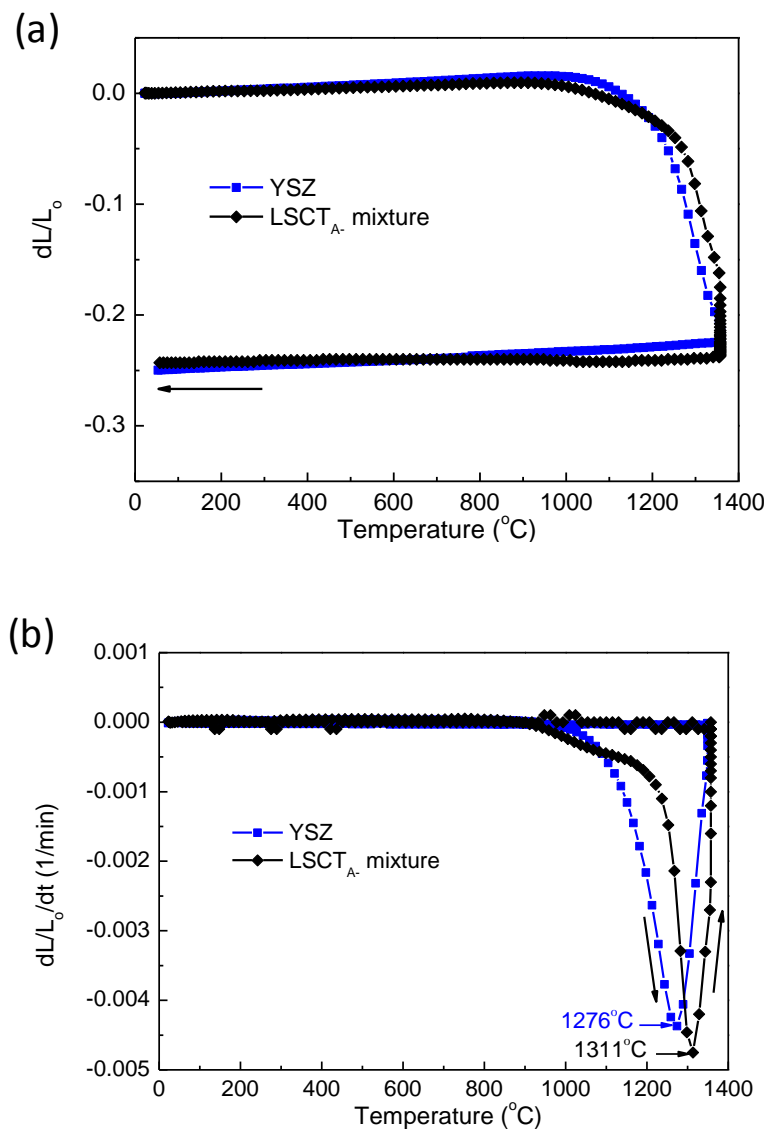 (a)
0.0
-0.1
-0.2
-0.3
dL/Lo
YSZ
LSCTA- mixture
0 200 400 600 800 1000 1200 1400
Temperature (oC)
(b)
0.001
0.000
-0.001
-0.002
-0.003
-0.004
-0.005
dL/Lo/dt (1/min)
YSZ
LSCTA- mixture
1276oC
1311oC
0 200 400 600 800 1000 1200 1400
Temperature (oC)